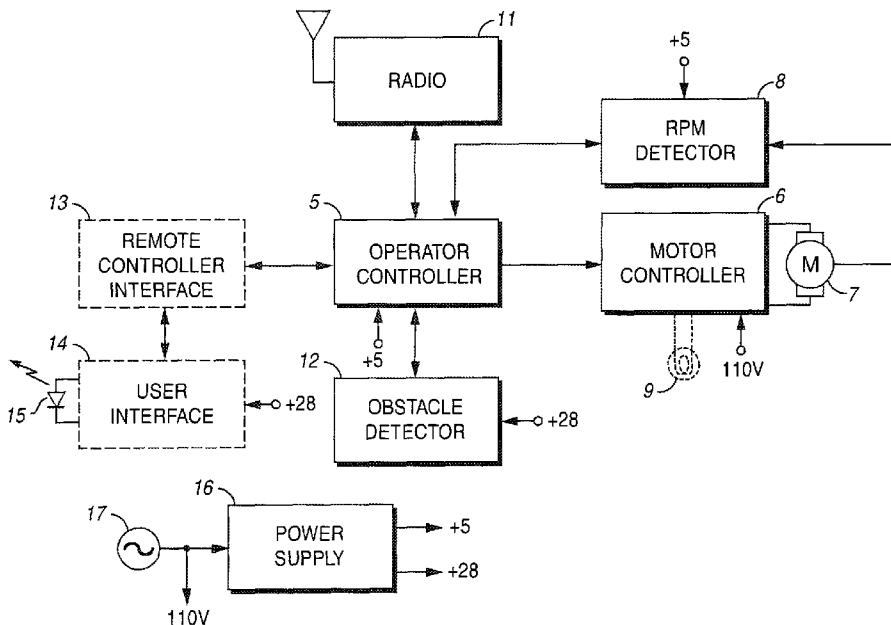 11
RADIO
+5
8
RPM
DETECTOR
13
REMOTE
CONTROLLER
INTERFACE
5
OPERATOR
CONTROLLER
6
MOTOR
CONTROLLER
M
7
+5
14
USER
INTERFACE
15
+28
12
OBSTACLE
DETECTOR
+28
9
110V
17
16
POWER
SUPPLY
+5
+28
110V